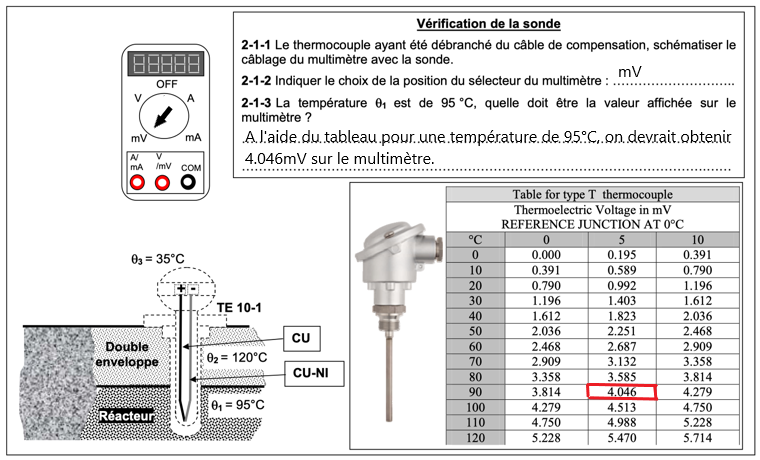 Vérification de la sonde
2-1-1 Le thermocouple ayant été débranché du câble de compensation, schématiser le
câblage du multimètre avec la sonde.
2-1-2 Indiquer le choix de la position du sélecteur du multimètre : mV
2-1-3 La température θ1 est de 95 °C, quelle doit être la valeur affichée sur le
multimètre ?
A l'aide du tableau pour une température de 95°C, on devrait obtenir
4.046mV sur le multimètre.
OFF
V A
mV mA
A/ mA V /mV COM
θ3 = 35°C
+ -
TE 10-1
CU
Double
enveloppe
θ2 = 120°C
CU-NI
Réacteur
θ1 = 95°C
Table for type T thermocouple
Thermoelectric Voltage in mV
REFERENCE JUNCTION AT 0°C
°C 0 5 10
0 0.000 0.195 0.391
10 0.391 0.589 0.790
20 0.790 0.992 1.196
30 1.196 1.403 1.612
40 1.612 1.823 2.036
50 2.036 2.251 2.468
60 2.468 2.687 2.909
70 2.909 3.132 3.358
80 3.358 3.585 3.814
90 3.814 4.046 4.279
100 4.279 4.513 4.750
110 4.750 4.988 5.228
120 5.228 5.470 5.714